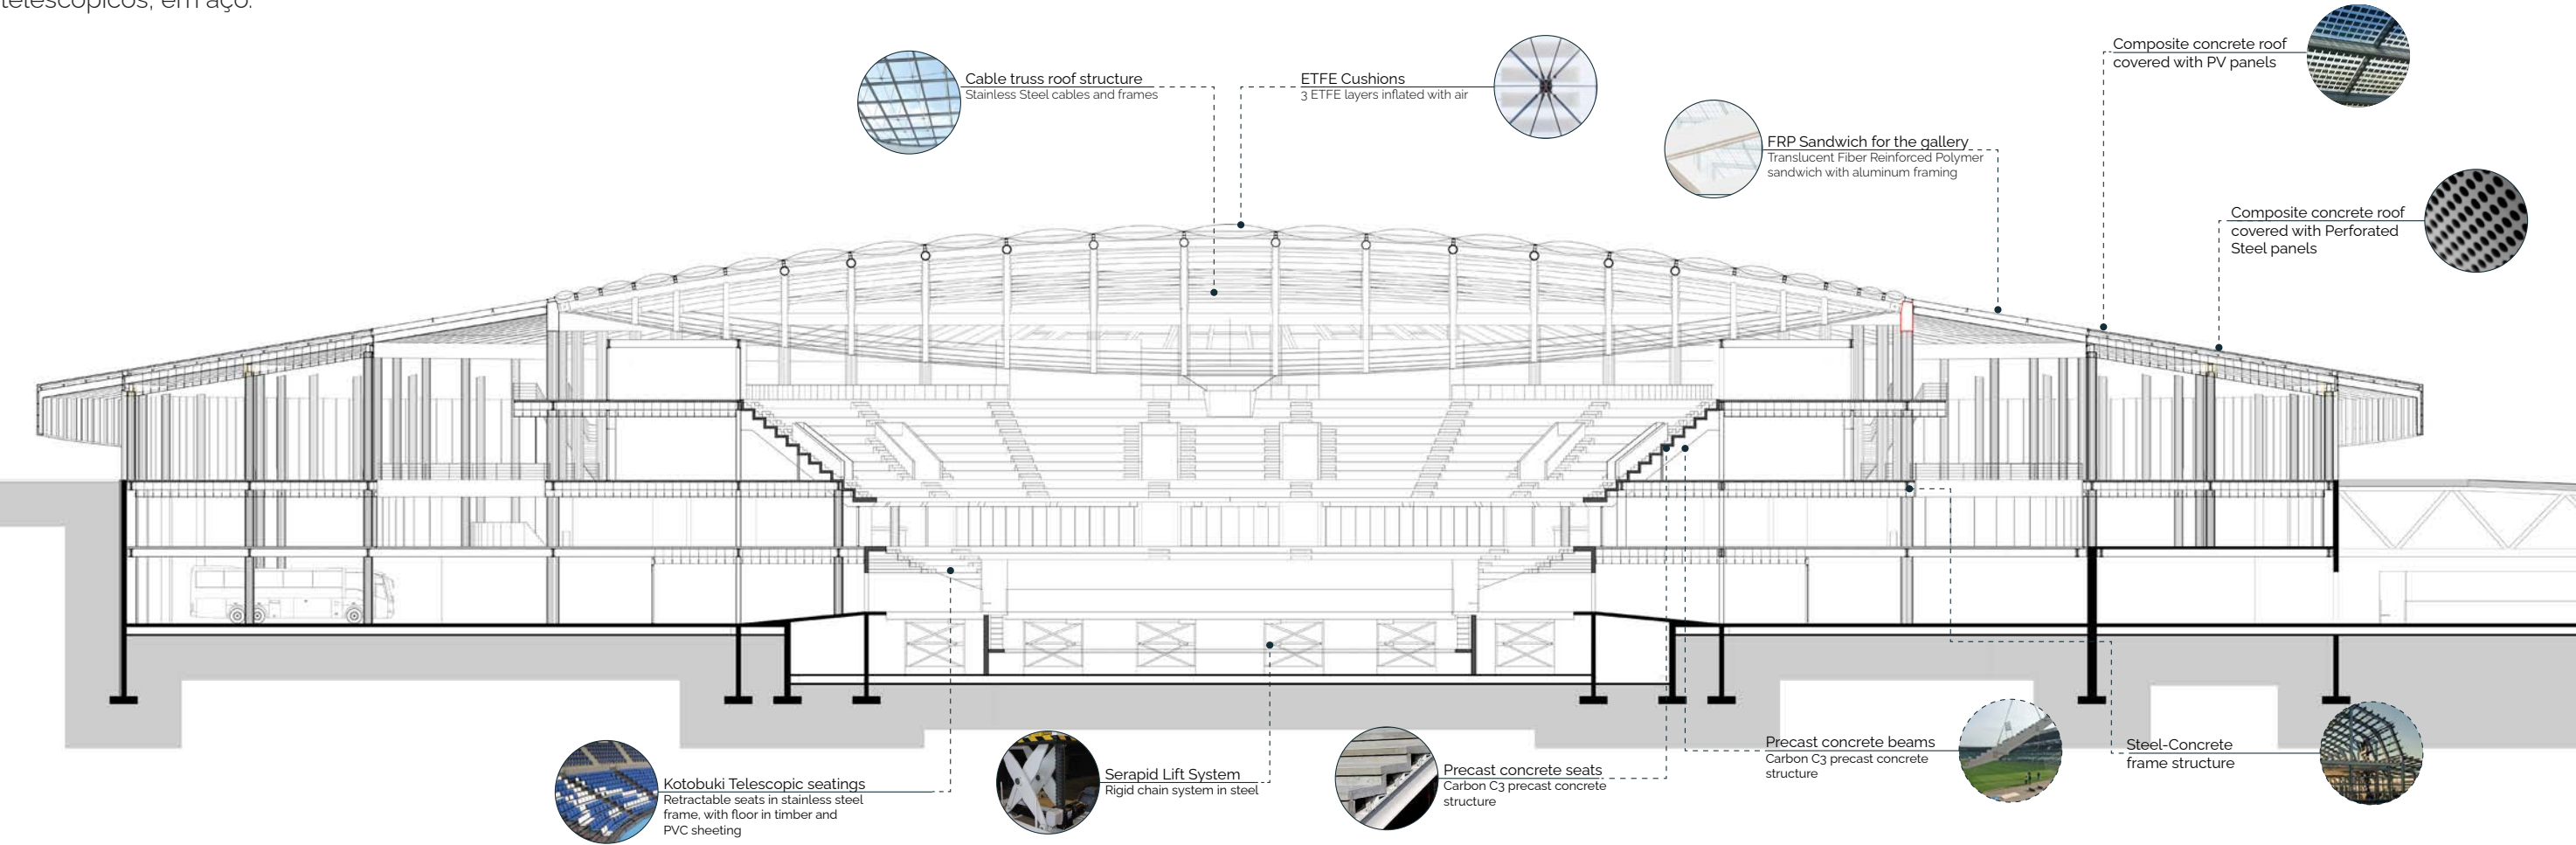 telescópicos, em aço.
Composite concrete roof
covered with PV panels
Cable truss roof structure
Stainless Steel cables and frames
ETFE Cushions
3 ETFE layers inflated with air
FRP Sandwich for the gallery
Translucent Fiber Reinforced Polymer
sandwich with aluminum framing
Composite concrete roof
covered with Perforated
Steel panels
Kotobuki Telescopic seatings
Retractable seats in stainless steel
frame, with floor in timber and
PVC sheeting
Serapid Lift System
Rigid chain system in steel
Precast concrete seats
Carbon C3 precast concrete
structure
Precast concrete beams
Carbon C3 precast concrete
structure
Steel-Concrete
frame structure